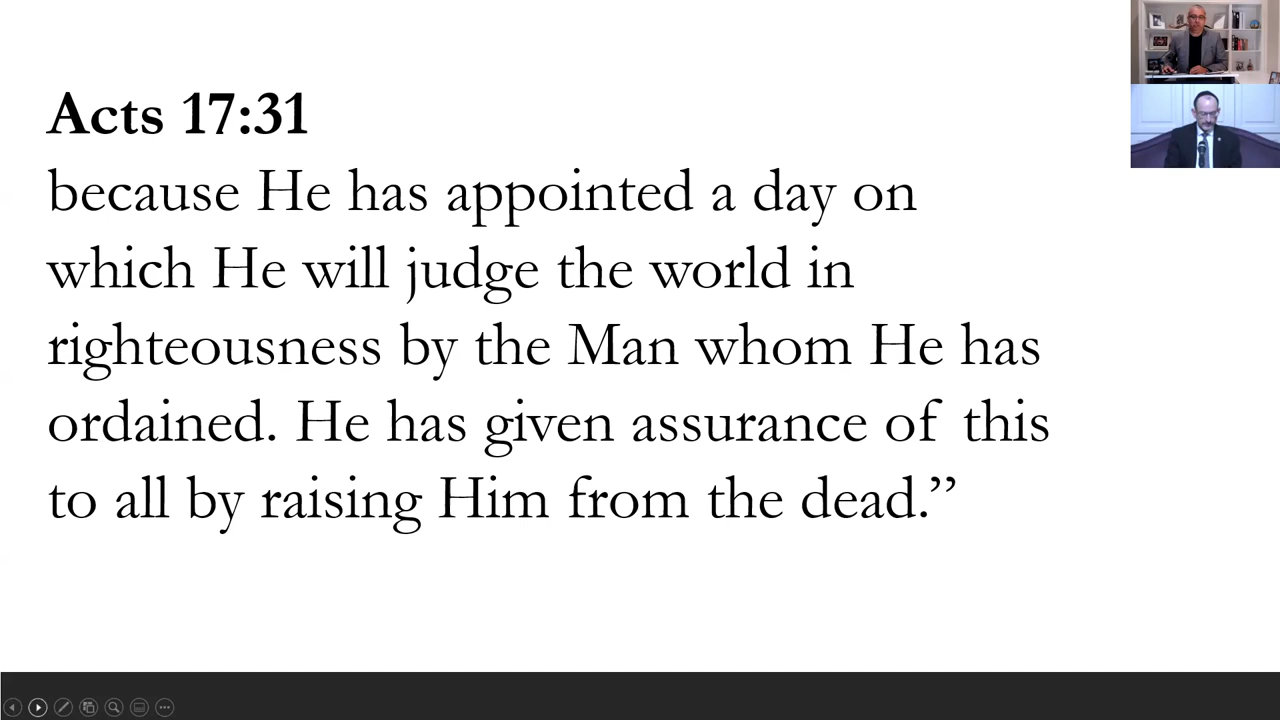 Acts 17:31
because He has appointed a day on
which He will judge the world in
righteousness by the Man whom He has
ordained. He has given assurance of this
to all by raising Him from the dead.”